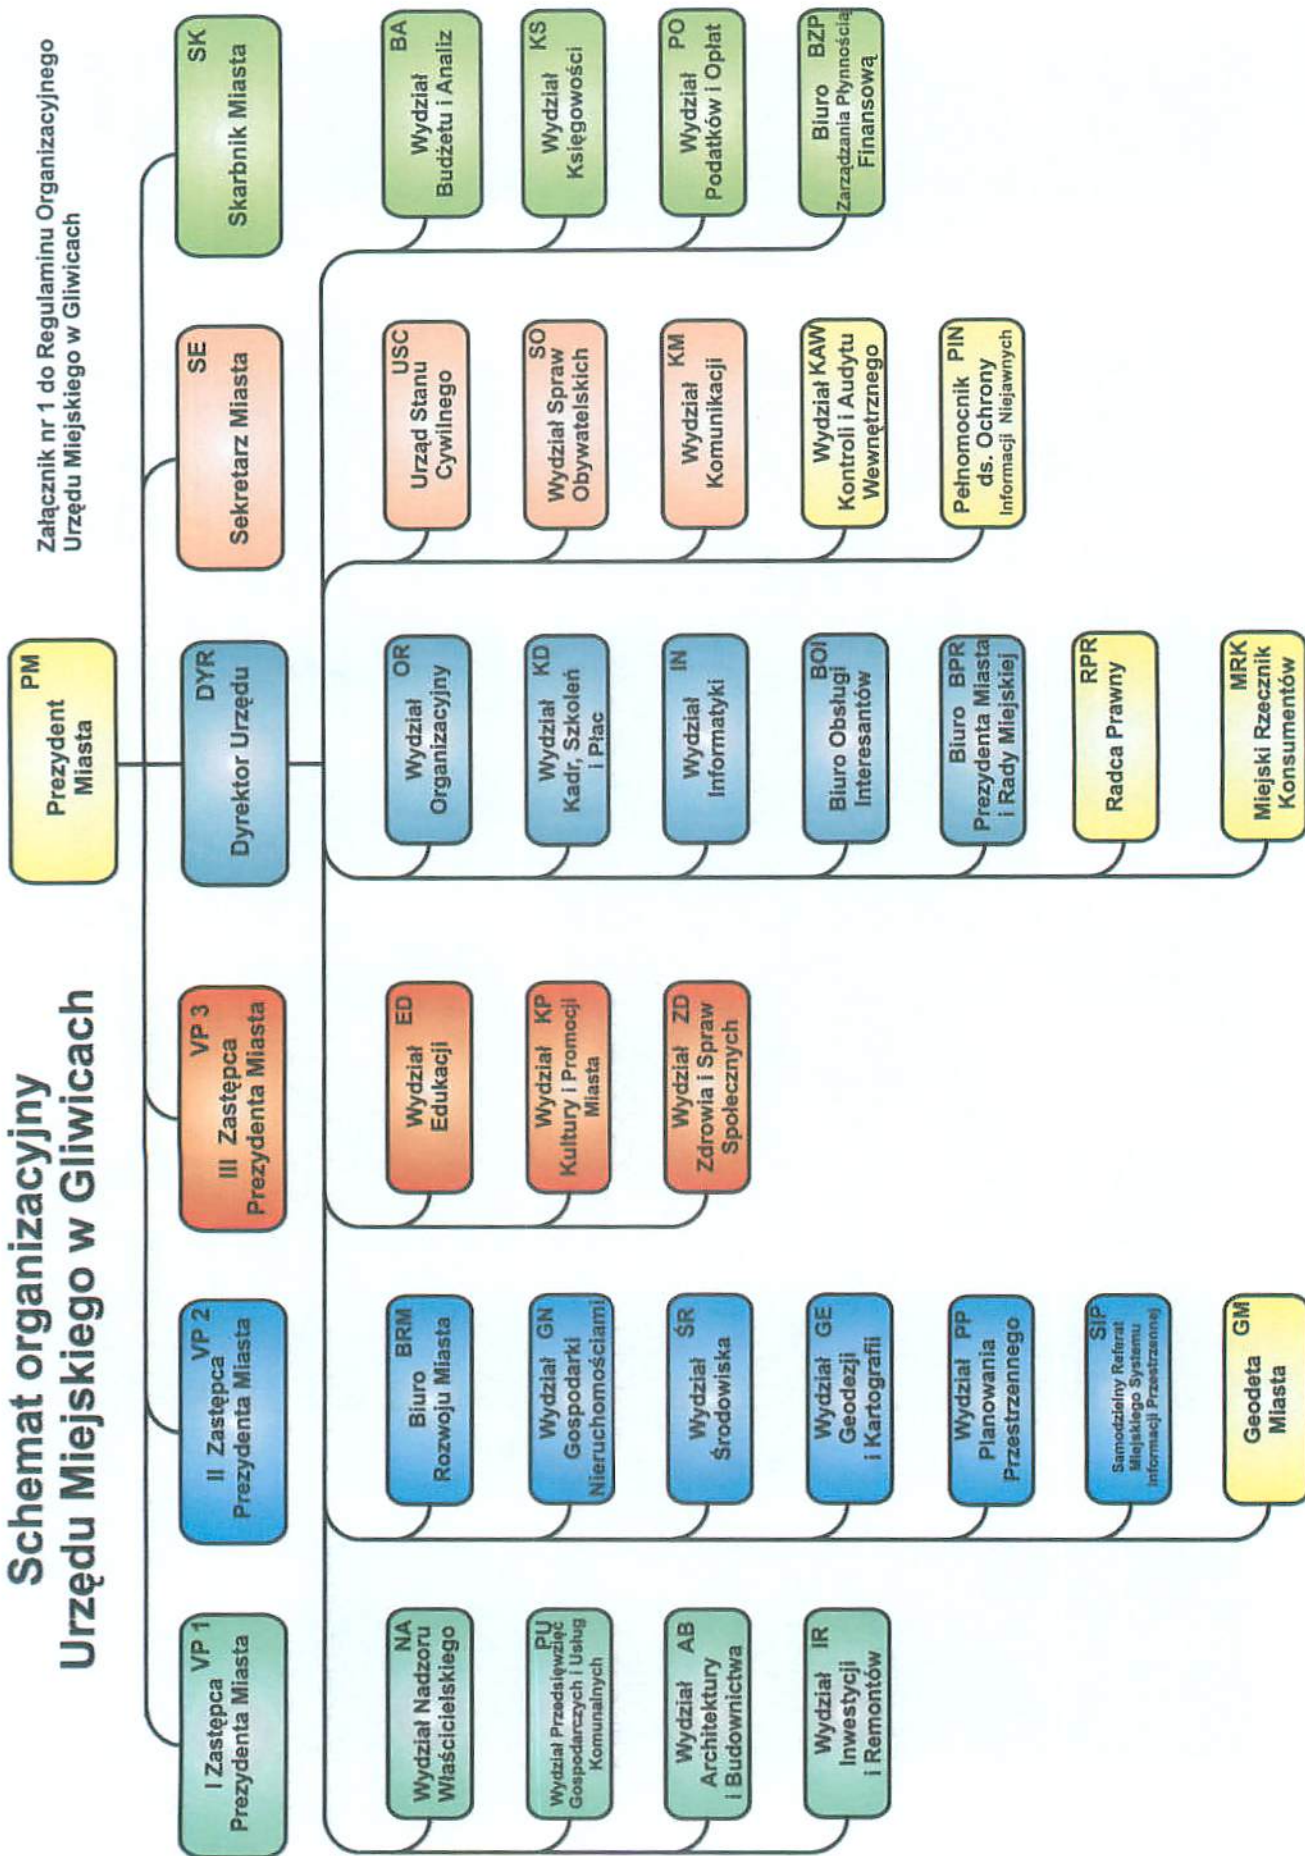 Schemat organizacyjny
Urzędu Miejskiego w Gliwicach
Załącznik nr 1 do Regulaminu Organizacyjnego
Urzędu Miejskiego w Gliwicach
PM
Prezydent
Miasta
VP 1
I Zastępca
Prezydenta Miasta
VP 2
II Zastępca
Prezydenta Miasta
VP 3
III Zastępca
Prezydenta Miasta
DYR
Dyrektor Urzędu
SE
Sekretarz Miasta
SK
Skarbnik Miasta
NA
Wydział Nadzoru
Właścicielskiego
PU
Wydział Przedsięwzięć
Gospodarczych i Usług
Komunalnych
Wydział AB
Architektury
i Budownictwa
Wydział IR
Inwestycji
i Remontów
BRM
Biuro
Rozwoju Miasta
Wydział GN
Gospodarki
Nieruchomościami
ŚR
Wydział
Środowiska
Wydział GE
Geodezji
i Kartografii
Wydział PP
Planowania
Przestrzennego
SIP
Samodzielny Referat
Miejskiego Systemu
Informacji Przestrzennej
GM
Geodeta
Miasta
ED
Wydział
Edukacji
Wydział KP
Kultury i Promocji
Miasta
Wydział ZD
Zdrowia i Spraw
Społecznych
OR
Wydział
Organizacyjny
Wydział KD
Kadr, Szkoleń
i Płac
IN
Wydział
Informatyki
BOI
Biuro Obsługi
Interesantów
Biuro BPR
Prezydenta Miasta
i Rady Miejskiej
RPR
Radca Prawny
MRK
Miejski Rzecznik
Konsumentów
USC
Urząd Stanu
Cywilnego
SO
Wydział Spraw
Obywatelskich
KM
Wydział
Komunikacji
Wydział KAW
Kontroli i Audytu
Wewnętrznego
Pełnomocnik PIN
ds. Ochrony
Informacji Niejawnych
BA
Wydział
Budżetu i Analiz
KS
Wydział
Księgowości
PO
Wydział
Podatków i Opłat
Biuro BZP
Zarządzania Płynnością
Finansową